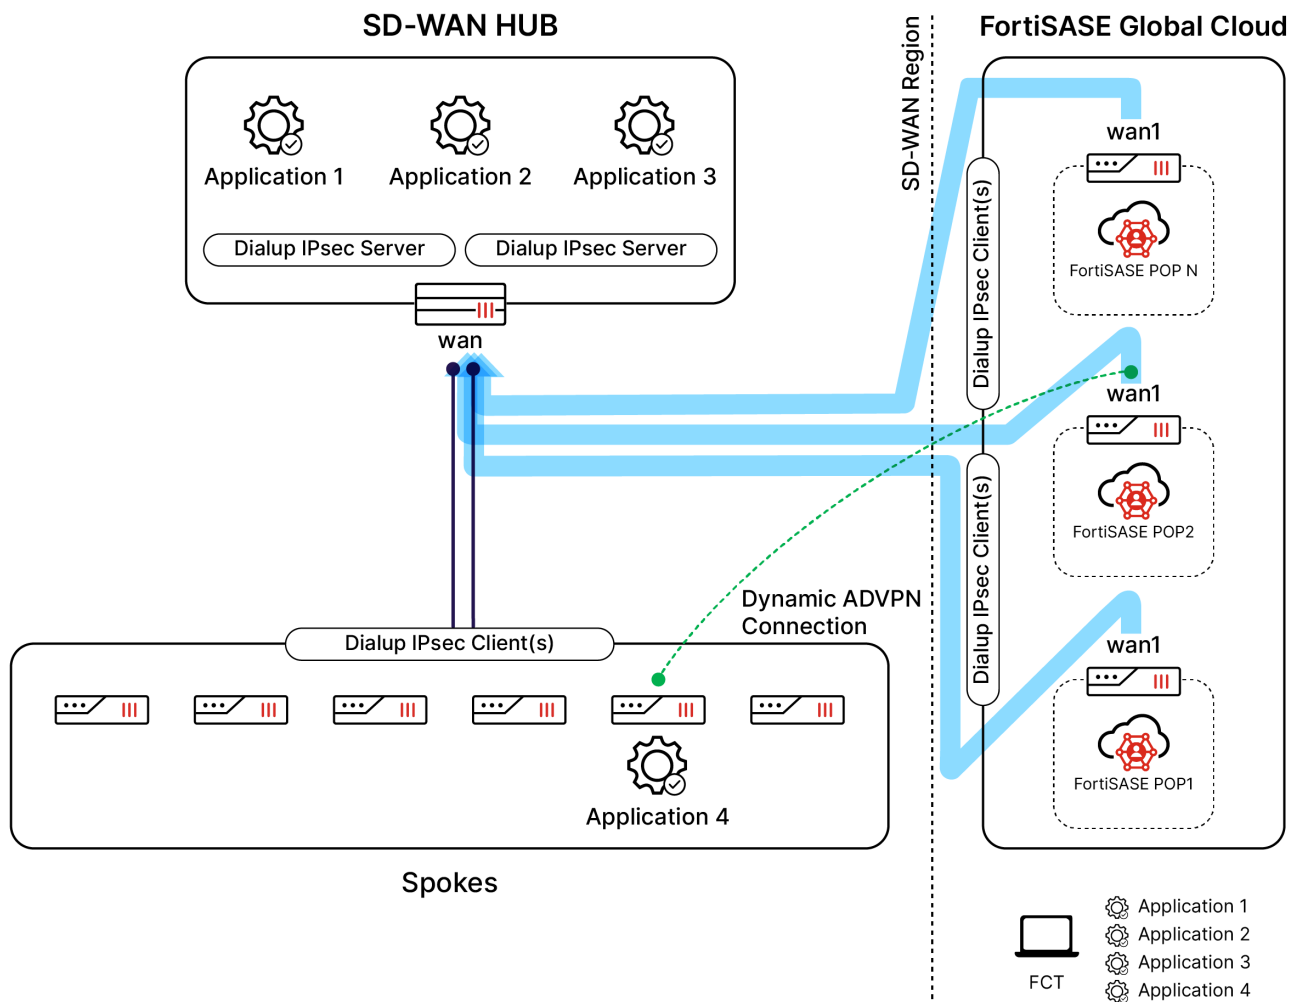 SD-WAN HUB
FortiSASE Global Cloud
SD-WAN Region
Application 1
Application 2
Application 3
Dialup IPsec Server
Dialup IPsec Server
wan
wan1
FortiSASE POP N
Dialup IPsec Client(s)
wan1
FortiSASE POP2
Dialup IPsec Client(s)
wan1
FortiSASE POP1
Dynamic ADVPN
Connection
Dialup IPsec Client(s)
Application 4
Spokes
FCT
Application 1
Application 2
Application 3
Application 4